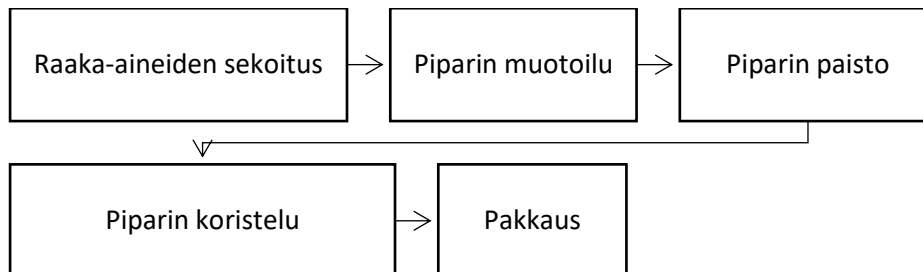 Raaka-aineiden sekoitus
Piparin muotoilu
Piparin paisto
Piparin koristelu
Pakkaus